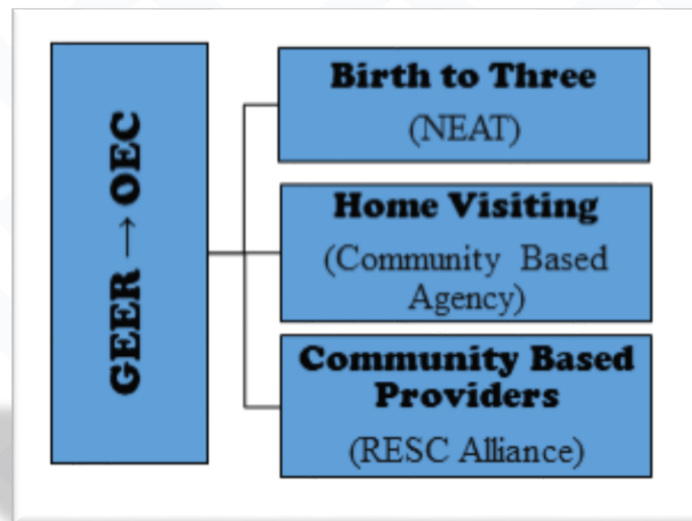 GEER → OEC
Birth to Three
(NEAT)
Home Visiting
(Community Based
Agency)
Community Based
Providers
(RESC Alliance)